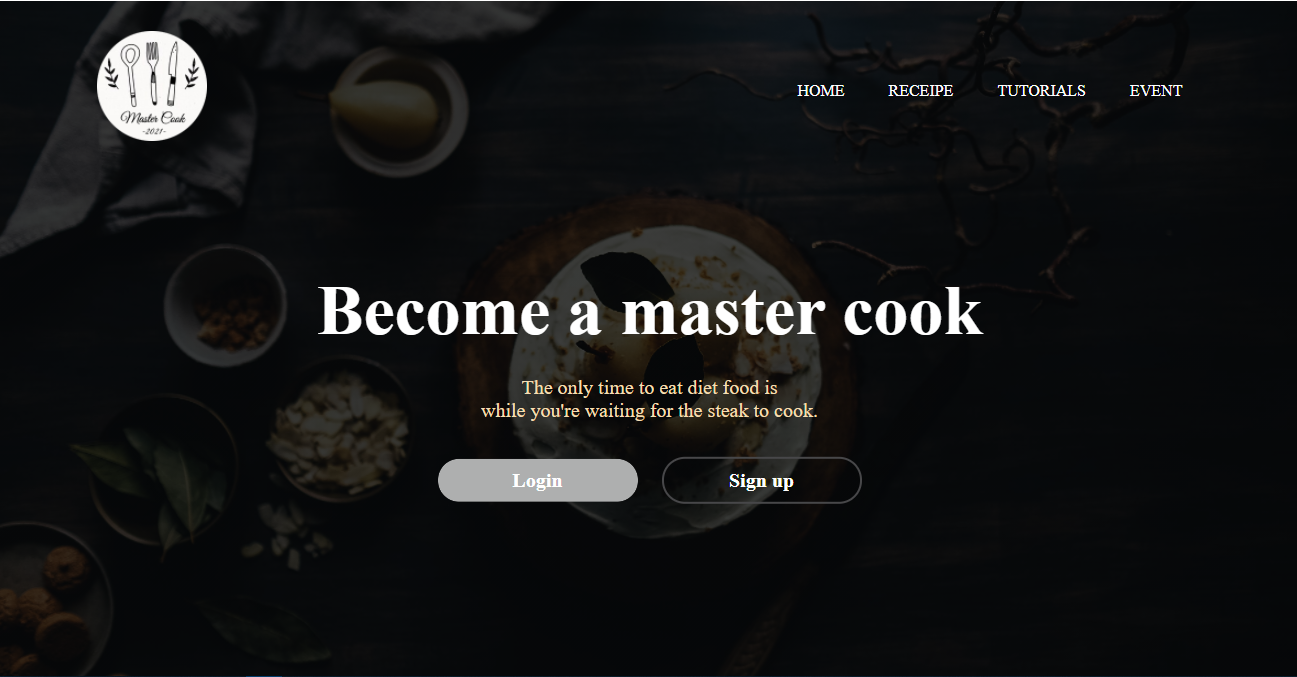 Master Cook
-2021-
HOME RECEIPE TUTORIALS EVENT
Become a master cook
The only time to eat diet food is
while you're waiting for the steak to cook.
Login Sign up